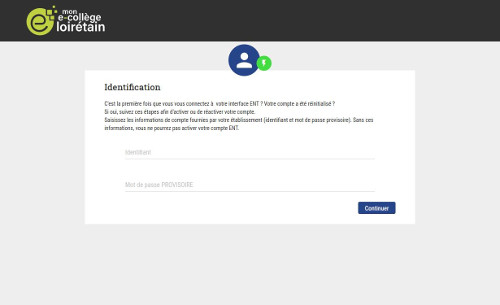 mon
e-collège
loirétain
Identification
C'est la première fois que vous vous connectez à votre interface ENT ? Votre compte a été réinitialisé ?
Si oui, suivez ces étapes afin d'activer ou de réactiver votre compte.
Saisissez les informations de compte fournies par votre établissement (identifiant et mot de passe provisoire). Sans ces
informations, vous ne pourrez pas activer votre compte ENT.
Identifiant
Mot de passe PROVISOIRE
Continuer